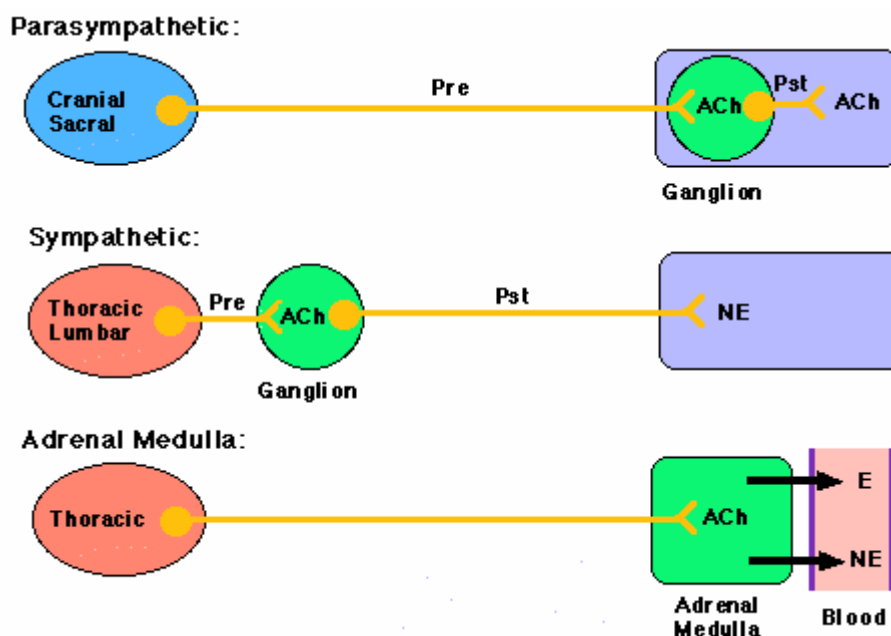 Parasympathetic:
Cranial
Sacral
Pre
ACh
Pst
ACh
Ganglion
Sympathetic:
Thoracic
Lumbar
Pre
ACh
Pst
NE
Ganglion
Adrenal Medulla:
Thoracic
ACh
E
NE
Adrenal
Medulla
Blood